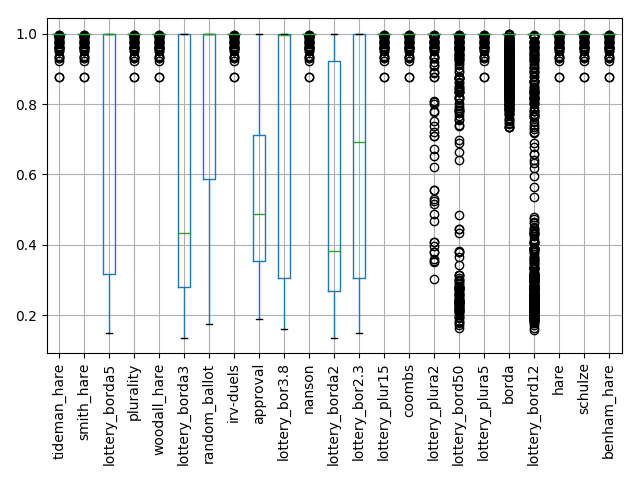 1.0
0.8
0.6
0.4
0.2
tideman_hare
smith_hare
lottery_borda5
plurality
woodall_hare
lottery_borda3
random_ballot
irv-duels
approval
lottery_bor3.8
nanson
lottery_borda2
lottery_bor2.3
lottery_plur15
coombs
lottery_plura2
lottery_bord50
lottery_plura5
borda
lottery_bord12
hare
schulze
benham_hare